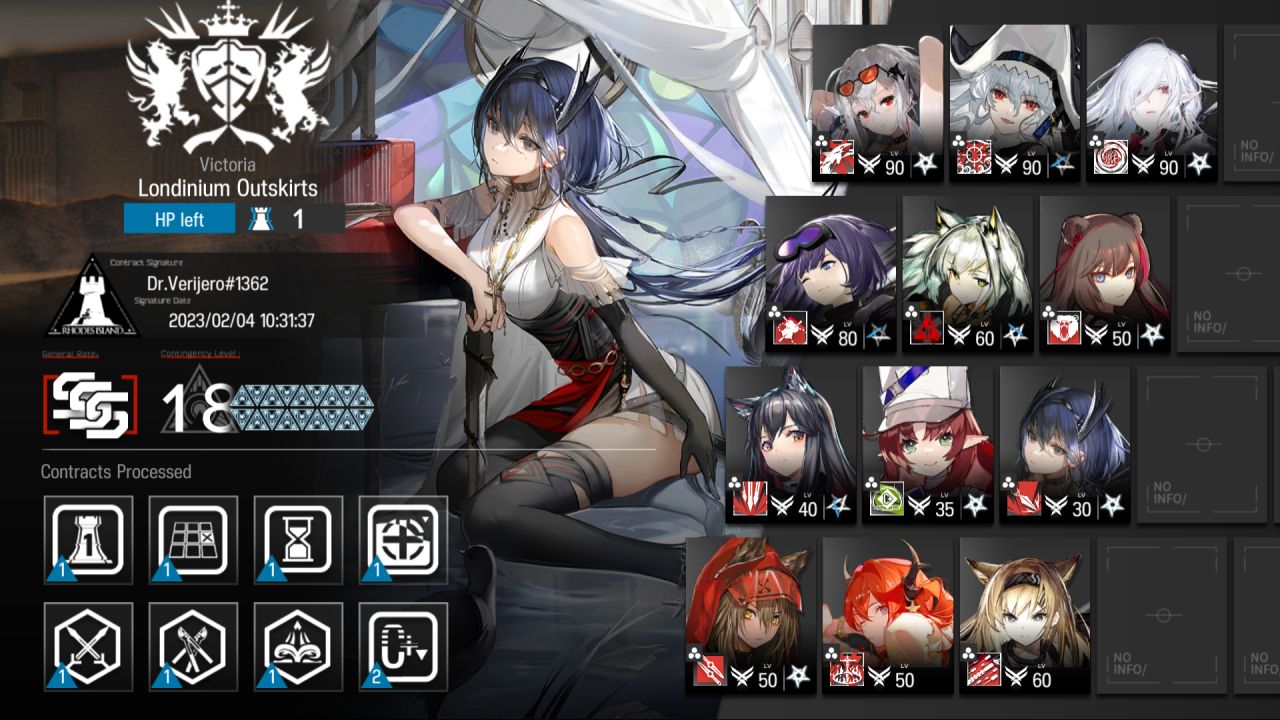 Victoria
Londinium Outskirts
HP left 1
Contract Signature
Dr.Verijero#1362
Signature Date
2023/02/04 10:31:37
RHODES ISLAND
General Rate:
Contingency Level:
SSS
18
Contracts Processed
1 1 1 1
1 1 1 2
LV 90 LV 90 LV 90 NO INFO/
LV 80 LV 60 LV 50 NO INFO/
LV 40 LV 35 LV 30 NO INFO/
LV 50 LV 50 LV 60 NO INFO/ NO INFO